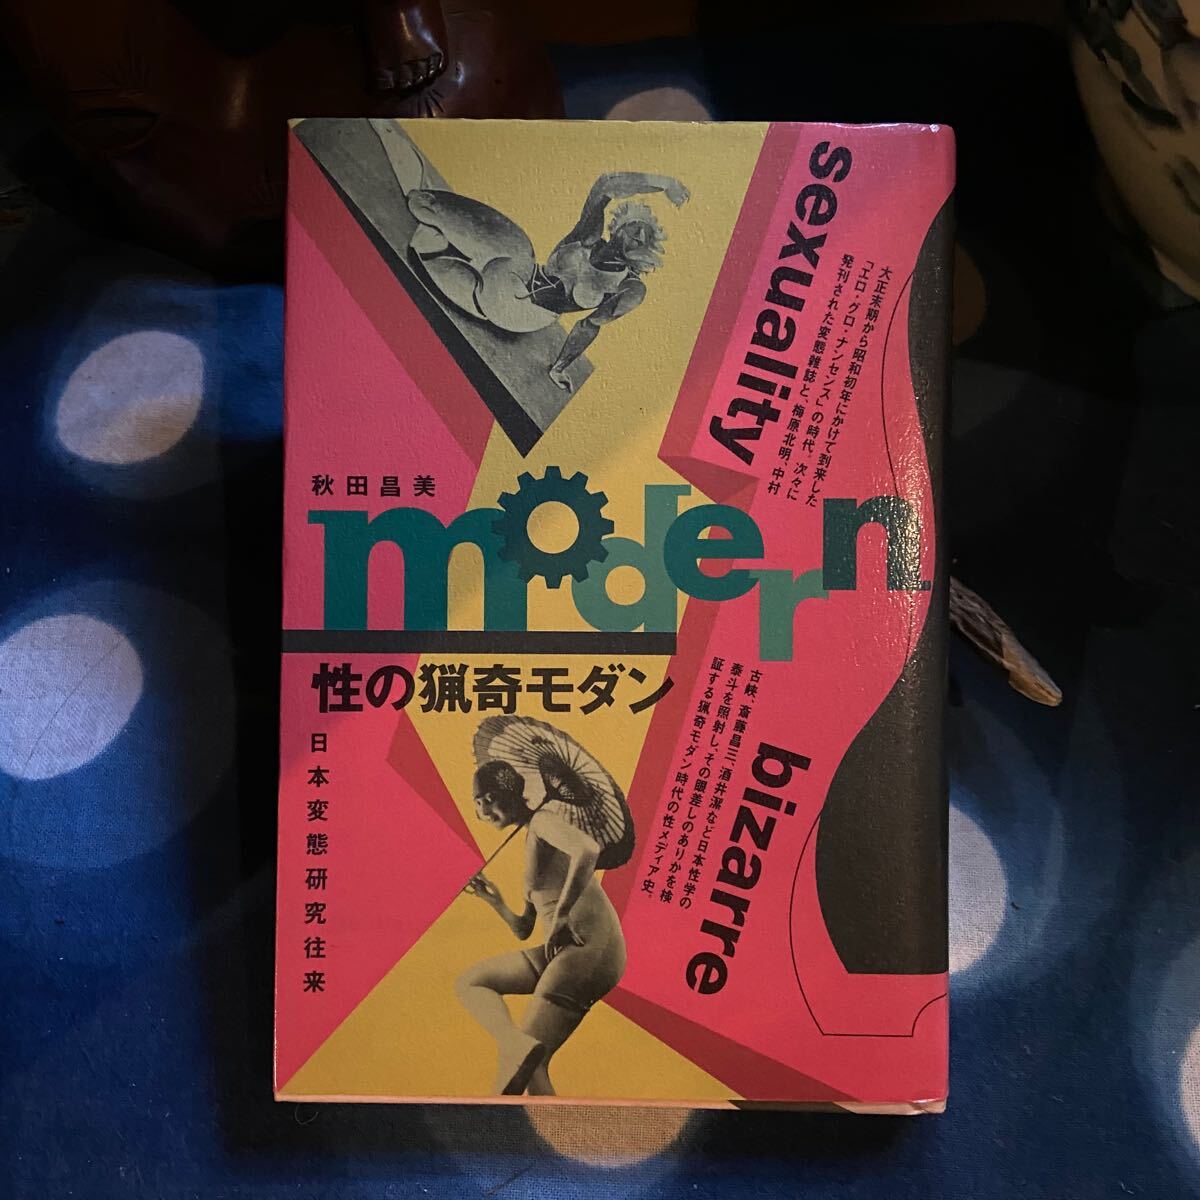 sexuality
大正末期から昭和初年にかけて到来した
「エロ・グロ・ナンセンス」の時代。次々に
発刊された変態雑誌と、梅原北明、中村
秋田昌美
modern
性の猟奇モダン
日本変態研究往来
古峡、斎藤昌三、酒井潔など日本性学の
泰斗を照射し、その眼差しのありかを検
証する猟奇モダン時代の性メディア史。
bizarre